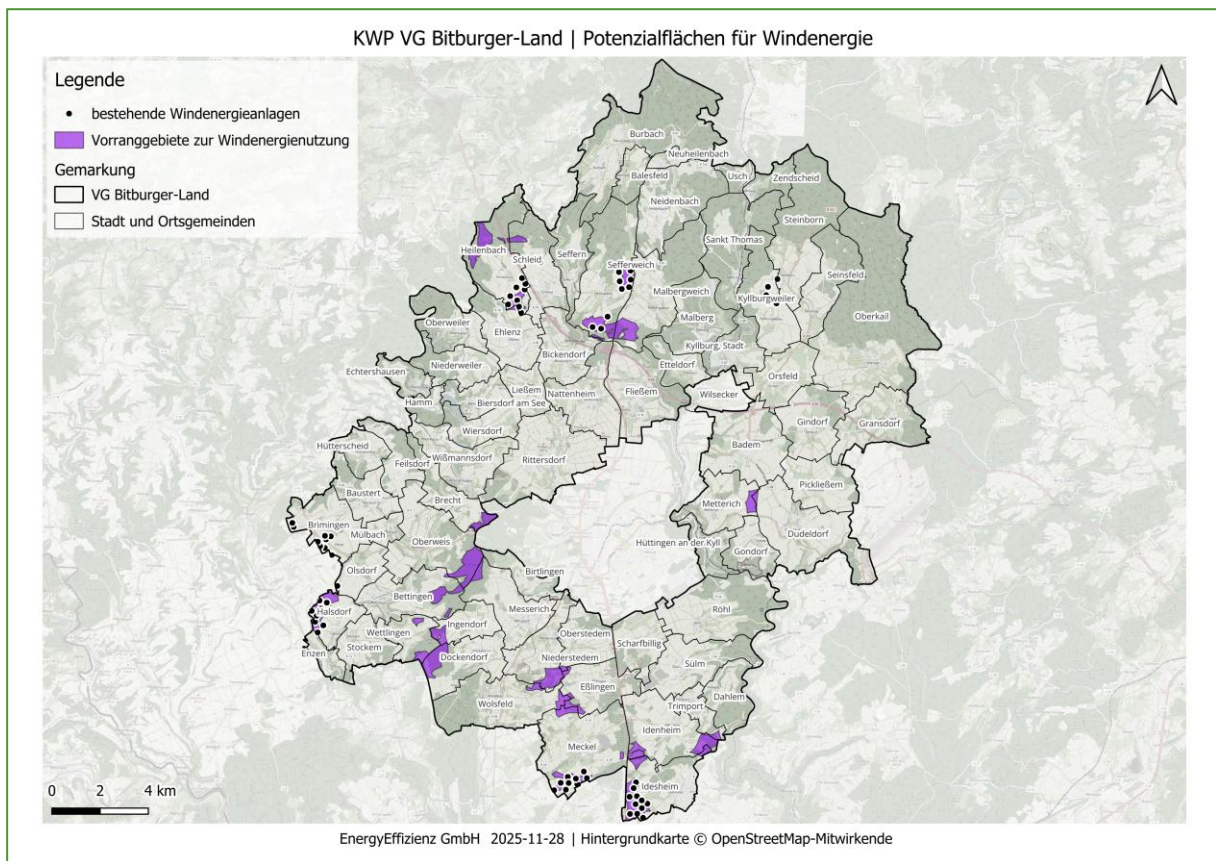 KWP VG Bitburger-Land | Potenzialflächen für Windenergie
Legende
bestehende Windenergieanlagen
Vorranggebiete zur Windenergienutzung
Gemarkung
VG Bitburger-Land
Stadt und Ortsgemeinden
Burbach
Neuheilenbach
Balesfeld
Usch
Zendscheid
Neidenbach
Steinborn
Heilenbach
Schleid
Seffern
Sefferweich
Sankt Thomas
Seinsfeld
Malbergweich
Kyllburgweiler
Oberweiler
Ehlenz
Malberg
Oberkail
Kyllburg, Stadt
Echtershausen
Niederweiler
Bickendorf
Etteldorf
Orsfeld
Hamm
Ließem
Nattenheim
Fließem
Wilsecker
Biersdorf am See
Wiersdorf
Gindorf
Gransdorf
Hütterscheid
Feilsdorf
Wißmannsdorf
Rittersdorf
Badem
Baustert
Brecht
Pickließem
Metterich
Brimingen
Mülbach
Oberweis
Hüttingen an der Kyll
Dudeldorf
Gondorf
Olsdorf
Birtlingen
Bettingen
Halsdorf
Messerich
Röhl
Wettlingen
Ingendorf
Oberstedem
Scharfbillig
Enzen
Stockem
Dockendorf
Niederstedem
Sülm
Eßlingen
Wolsfeld
Dahlem
Trimport
Idenheim
Meckel
Idesheim
0 2 4 km
EnergyEffizienz GmbH 2025-11-28 | Hintergrundkarte © OpenStreetMap-Mitwirkende